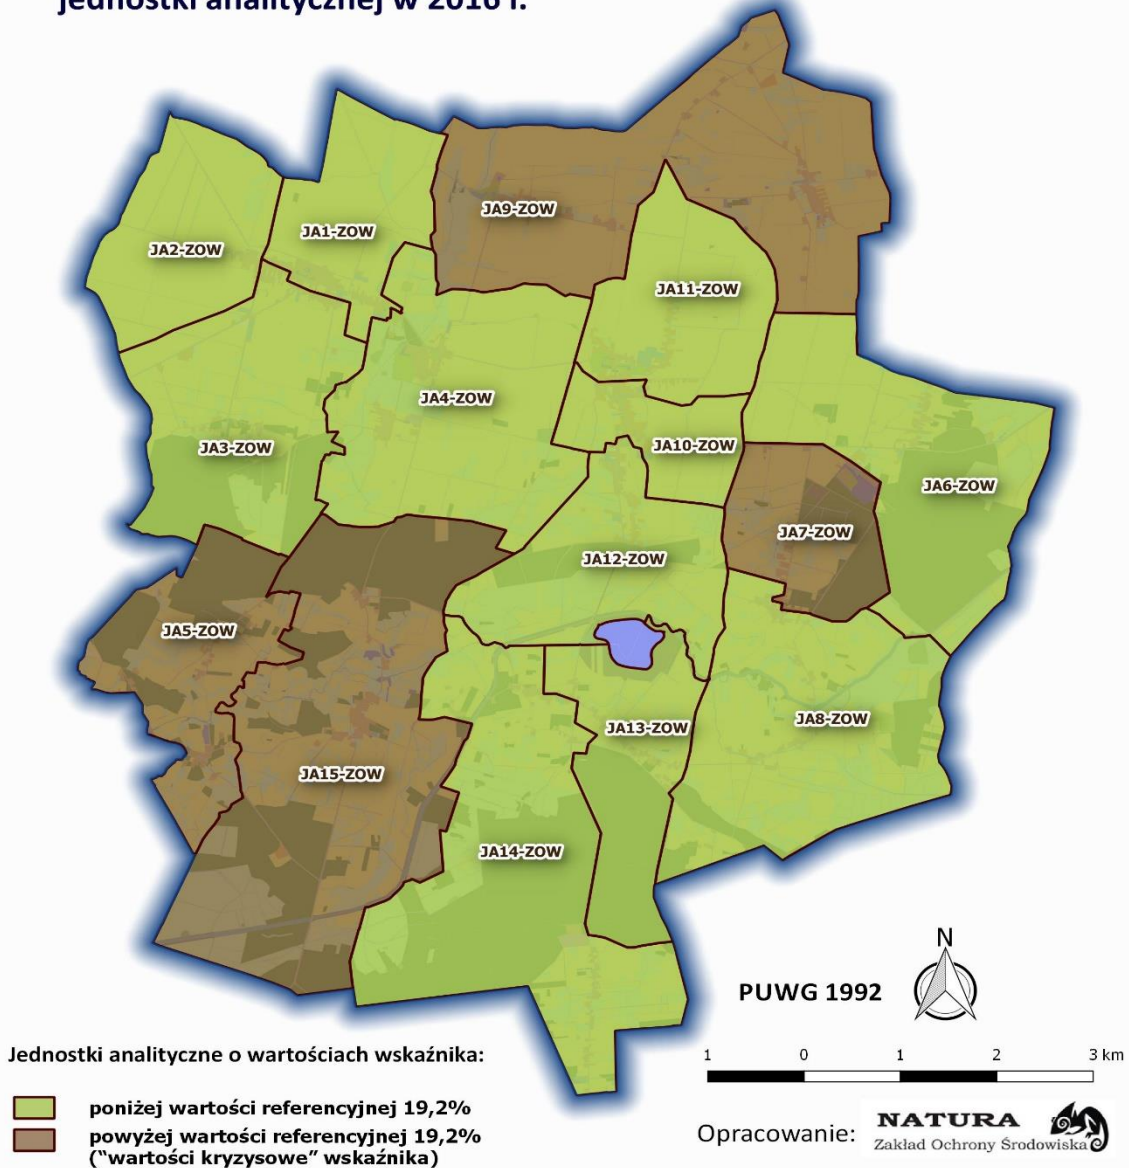 jednostki analitycznej w 2016 r.
JA9-ZOW
JA1-ZOW
JA2-ZOW
JA11-ZOW
JA4-ZOW
JA3-ZOW
JA10-ZOW
JA6-ZOW
JA7-ZOW
JA12-ZOW
JA5-ZOW
JA8-ZOW
JA13-ZOW
JA15-ZOW
JA14-ZOW
N
PUWG 1992
Jednostki analityczne o wartościach wskaźnika:
1 0 1 2 3 km
poniżej wartości referencyjnej 19,2%
powyżej wartości referencyjnej 19,2%
("wartości kryzysowe" wskaźnika)
Opracowanie:
NATURA
Zakład Ochrony Środowiska